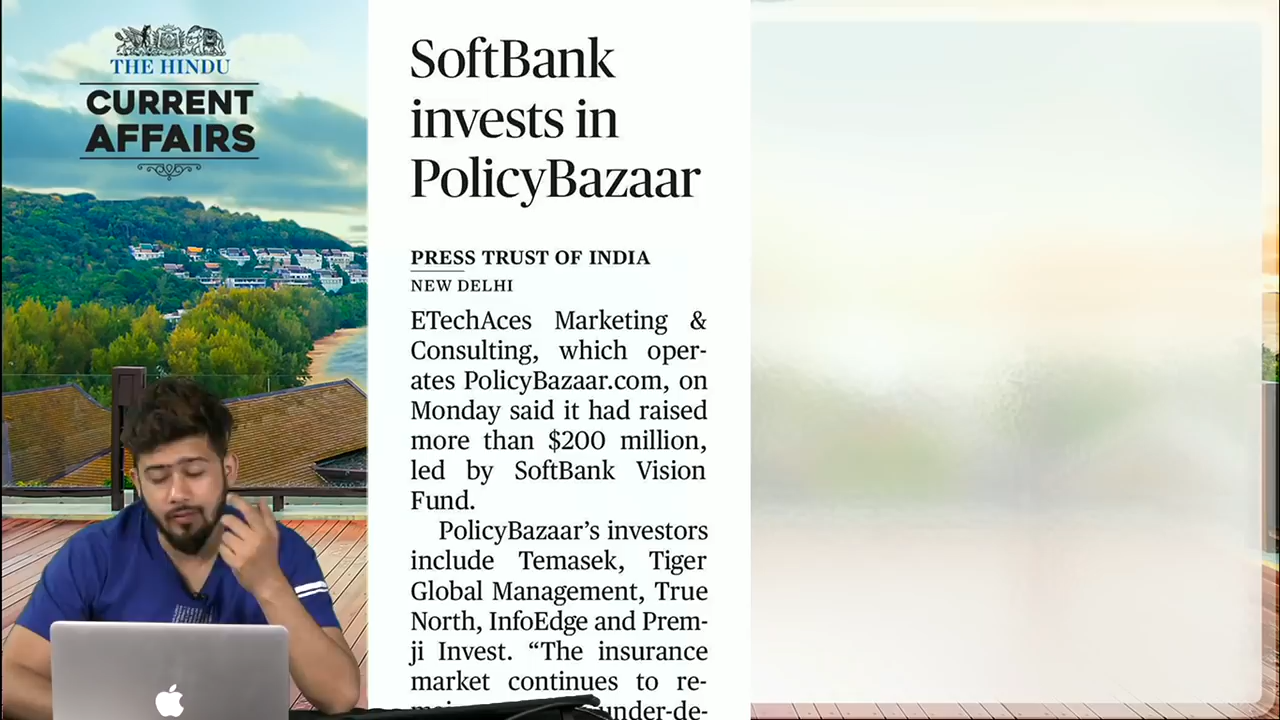 THE HINDU
CURRENT
AFFAIRS
SoftBank
invests in
PolicyBazaar
PRESS TRUST OF INDIA
NEW DELHI
ETechAces Marketing &
Consulting, which oper-
ates PolicyBazaar.com, on
Monday said it had raised
more than $200 million,
led by SoftBank Vision
Fund.
PolicyBazaar’s investors
include Temasek, Tiger
Global Management, True
North, InfoEdge and Prem-
ji Invest. “The insurance
market continues to re-
under-de-